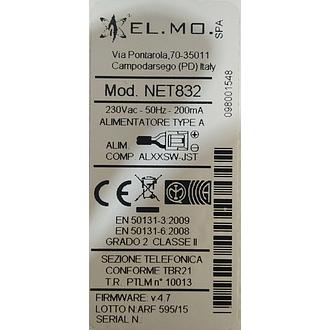 EL.MO. SPA
Via Pontarola,70-35011
Campodarsego (PD) Italy
Mod. NET832
230Vac - 50Hz - 200mA
ALIMENTATORE TYPE A
ALIM.
COMP. ALXXSW-JST
CE
EN 50131-3:2009
EN 50131-6:2008
GRADO 2 CLASSE II
SEZIONE TELEFONICA
CONFORME TBR21
T.R. PTLM n° 10013
FIRMWARE: v 4.7
LOTTO N:ARF 595/15
SERIAL N.:
098001548